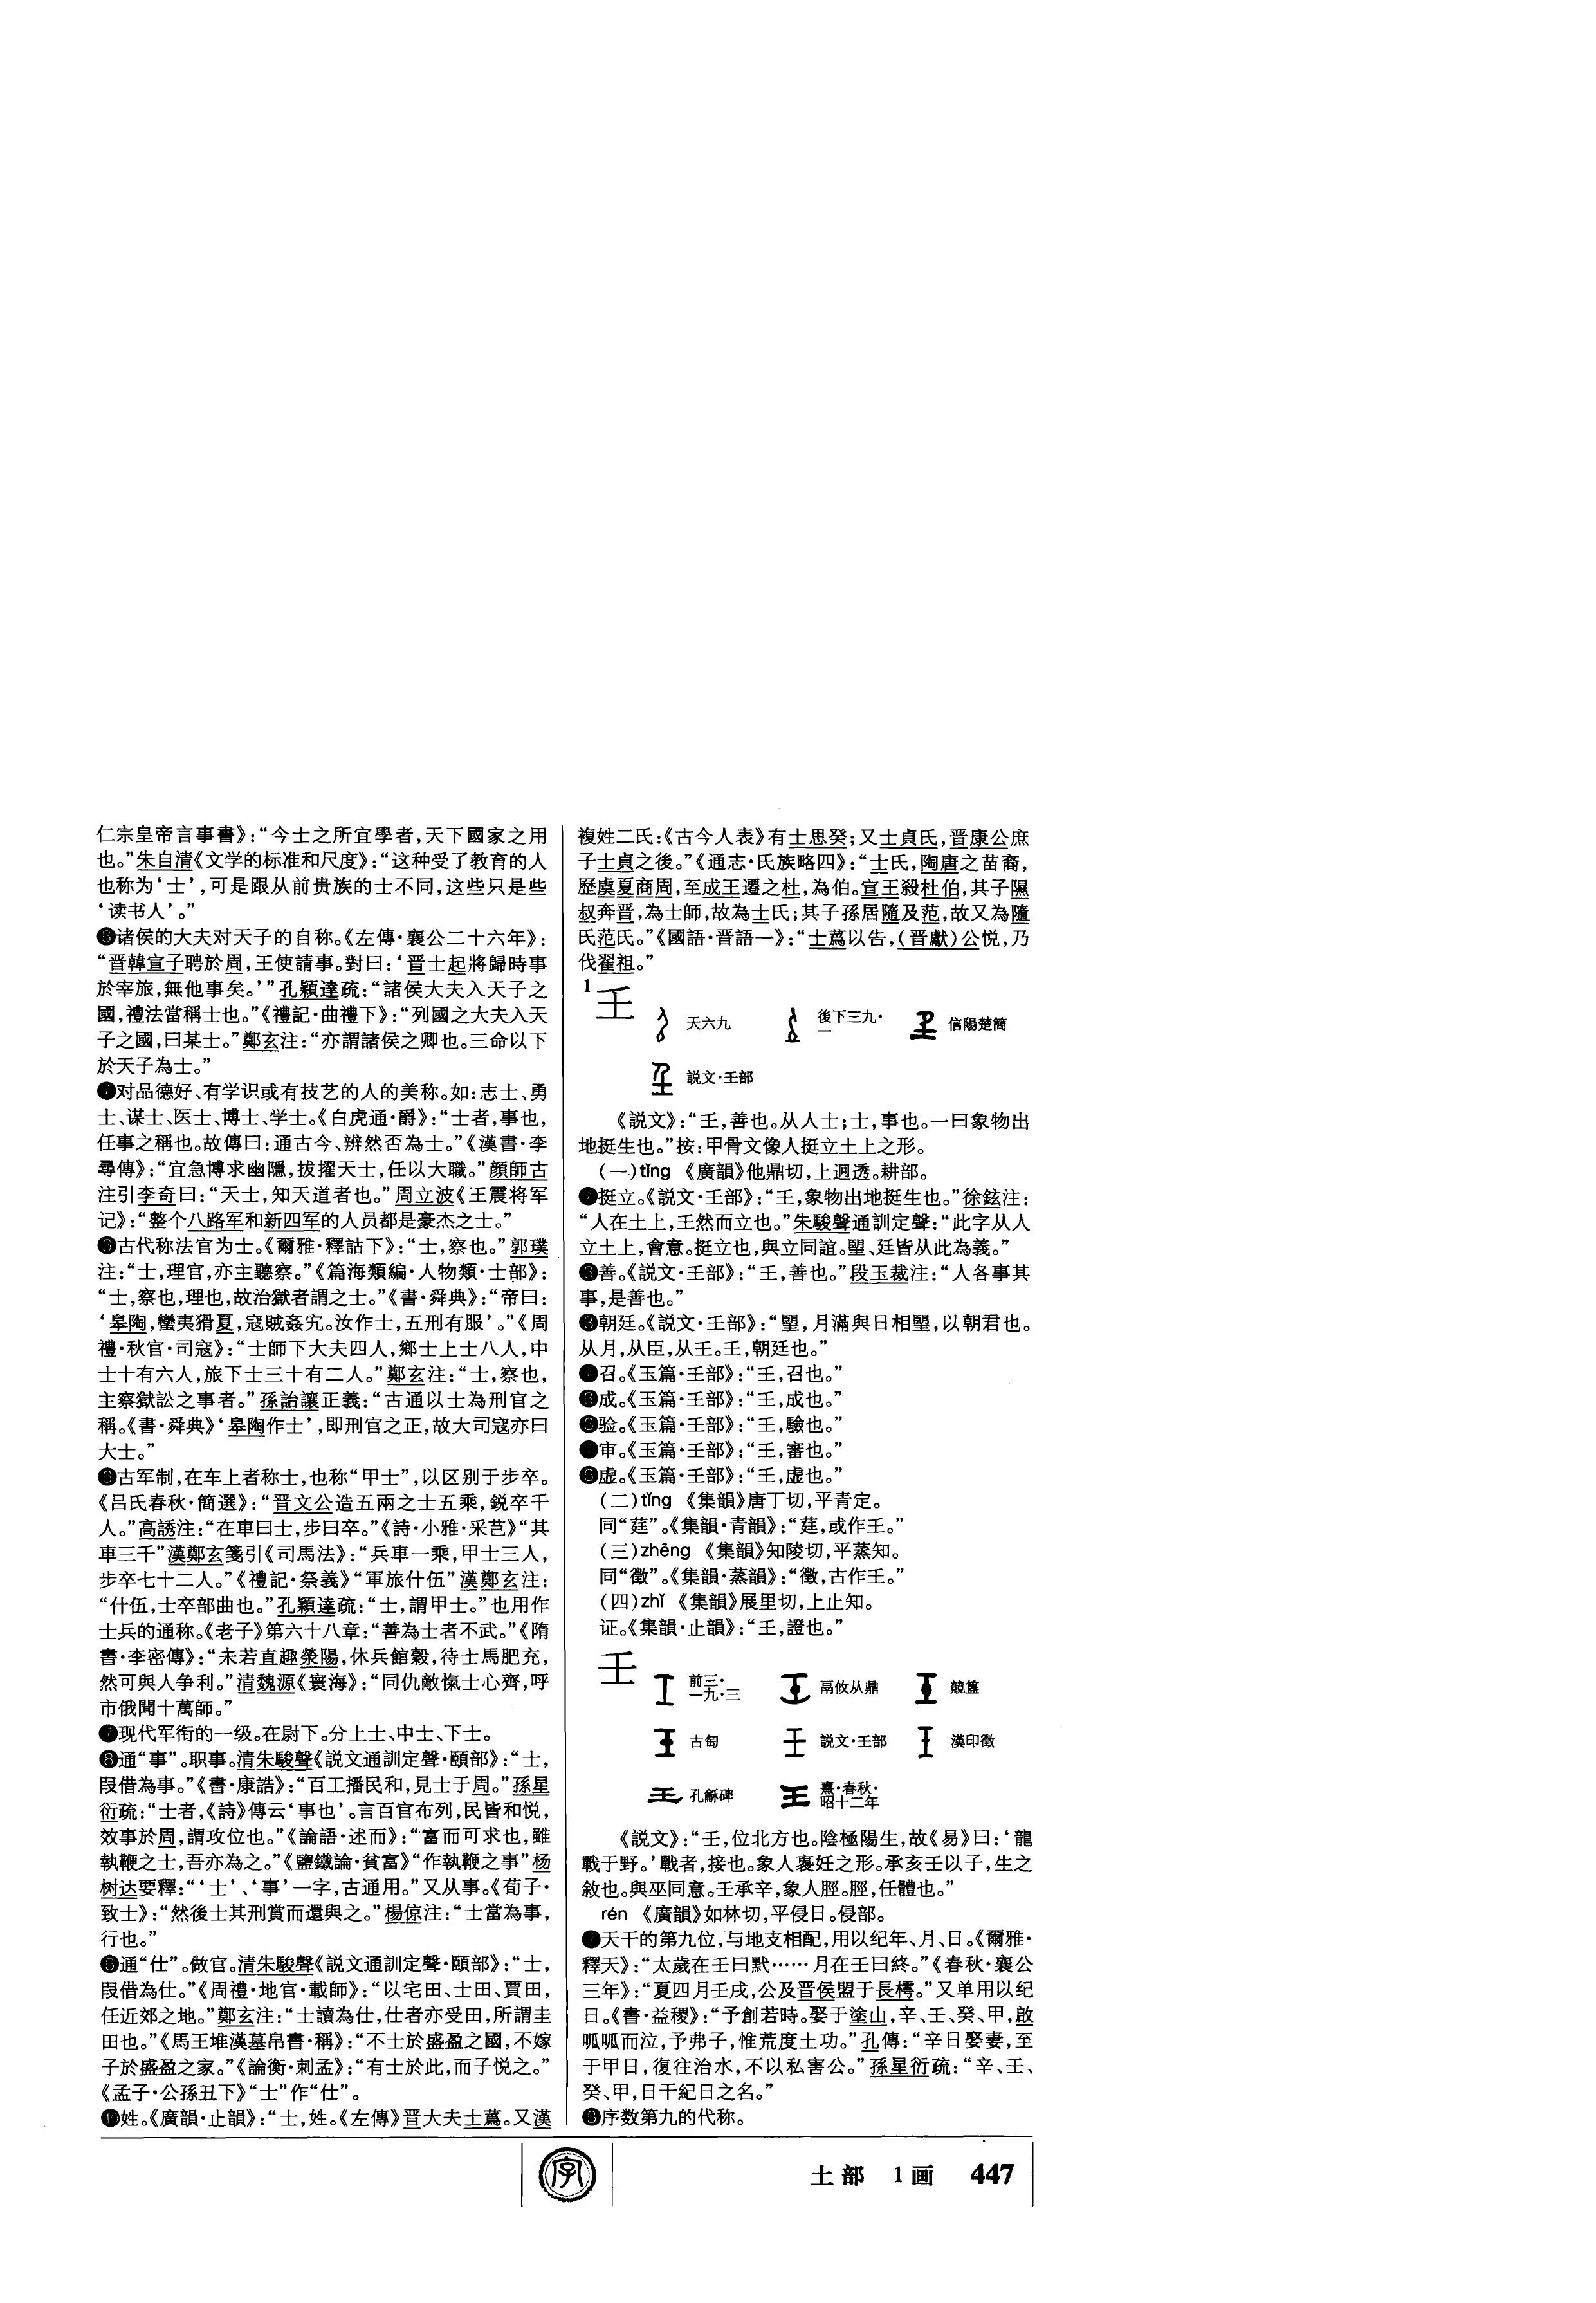 仁宗皇帝言事書》：“今士之所宜學者，天下國家之用
也。”朱自清《文学的标准和尺度》：“这种受了教育的人
也称为‘士’，可是跟从前贵族的士不同，这些只是些
‘读书人’。”
诸侯的大夫对天子的自称。《左傳·襄公二十六年》：
“晋韓宣子聘於周，王使請事。對曰：‘晋士起將歸時事
於宰旅，無他事矣。’”孔穎達疏：“諸侯大夫入天子之
國，禮法當稱士也。”《禮記·曲禮下》：“列國之大夫入天
子之國，曰某士。”鄭玄注：“亦謂諸侯之卿也。三命以下
於天子為士。”
对品德好、有学识或有技艺的人的美称。如：志士、勇
士、谋士、医士、博士、学士。《白虎通·爵》：“士者，事也，
任事之稱也。故傳曰：通古今、辨然否為士。”《漢書·李
尋傳》：“宜急博求幽隱，拔擢天士，任以大職。”顔師古
注引李奇曰：“天士，知天道者也。”周立波《王震将军
记》：“整个八路军和新四军的人员都是豪杰之士。”
古代称法官为士。《爾雅·釋詁下》：“士，察也。”郭璞
注：“士，理官，亦主聽察。”《篇海類編·人物類·士部》：
“士，察也，理也，故治獄者謂之士。”《書·舜典》：“帝曰：
‘皋陶，蠻夷猾夏，寇賊姦宄。汝作士，五刑有服’。”《周
禮·秋官·司寇》：“士師下大夫四人，鄉士上士八人，中
士十有六人，旅下士三十有二人。”鄭玄注：“士，察也，
主察獄訟之事者。”孫詒讓正義：“古通以士為刑官之
稱。《書·舜典》‘皋陶作士’，即刑官之正，故大司寇亦曰
大士。”
古军制，在车上者称士，也称“甲士”，以区别于步卒。
《吕氏春秋·簡選》：“晋文公造五兩之士五乘，鋭卒千
人。”高誘注：“在車曰士，步曰卒。”《詩·小雅·采芑》“其
車三千”漢鄭玄箋引《司馬法》：“兵車一乘，甲士三人，
步卒七十二人。”《禮記·祭義》“軍旅什伍”漢鄭玄注：
“什伍，士卒部曲也。”孔穎達疏：“士，謂甲士。”也用作
士兵的通称。《老子》第六十八章：“善為士者不武。”《隋
書·李密傳》：“未若直趣滎陽，休兵館穀，待士馬肥充，
然可與人争利。”清魏源《寰海》：“同仇敵愾士心齊，呼
市俄聞十萬師。”
现代军衔的一级。在尉下。分上士、中士、下士。
⑧通“事”。职事。清朱駿聲《説文通訓定聲·頤部》：“士，
叚借為事。”《書·康誥》：“百工播民和，見士于周。”孫星
衍疏：“士者，《詩》傳云‘事也’。言百官布列，民皆和悦，
效事於周，謂攻位也。”《論語·述而》：“富而可求也，雖
執鞭之士，吾亦為之。”《鹽鐵論·貧富》“作執鞭之事”杨
树达要釋：“‘士’、‘事’一字，古通用。”又从事。《荀子·
致士》：“然後士其刑賞而還與之。”楊倞注：“士當為事，
行也。”
通“仕”。做官。清朱駿聲《説文通訓定聲·頤部》：“士，
叚借為仕。”《周禮·地官·載師》：“以宅田、士田、賈田，
任近郊之地。”鄭玄注：“士讀為仕，仕者亦受田，所謂圭
田也。”《馬王堆漢墓帛書·稱》：“不士於盛盈之國，不嫁
子於盛盈之家。”《論衡·刺孟》：“有士於此，而子悦之。”
《孟子·公孫丑下》“士”作“仕”。
姓。《廣韻·止韻》：“士，姓。《左傳》晋大夫士蔿。又漢
複姓二氏：《古今人表》有士思癸；又士貞氏，晋康公庶
子士貞之後。”《通志·氏族略四》：“士氏，陶唐之苗裔，
歷虞夏商周，至成王遷之杜，為伯。宣王殺杜伯，其子隰
叔奔晋，為士師，故為士氏；其子孫居隨及范，故又為隨
氏范氏。”《國語·晋語一》：“士蔿以告，（晋獻）公悦，乃
伐翟祖。”
1
𡈼 天六九 後下三九·一 信陽楚簡
説文·𡈼部
《説文》：“𡈼，善也。从人士；士，事也。一曰象物出
地挺生也。”按：甲骨文像人挺立土上之形。
（一）tǐng 《廣韻》他鼎切，上迥透。耕部。
挺立。《説文·𡈼部》：“𡈼，象物出地挺生也。”徐鉉注：
“人在土上，𡈼然而立也。”朱駿聲通訓定聲：“此字从人
立土上，會意。挺立也，與立同誼。朢、廷皆从此為義。”
善。《説文·𡈼部》：“𡈼，善也。”段玉裁注：“人各事其
事，是善也。”
❸朝廷。《説文·𡈼部》：“朢，月滿與日相朢，以朝君也。
从月，从臣，从𡈼。𡈼，朝廷也。”
召。《玉篇·𡈼部》：“𡈼，召也。”
成。《玉篇·𡈼部》：“𡈼，成也。”
验。《玉篇·𡈼部》：“𡈼，驗也。”
审。《玉篇·𡈼部》：“𡈼，審也。”
虚。《玉篇·𡈼部》：“𡈼，虚也。”
（二）tǐng 《集韻》唐丁切，平青定。
同“莛”。《集韻·青韻》：“莛，或作𡈼。”
（三）zhēng 《集韻》知陵切，平蒸知。
同“徵”。《集韻·蒸韻》：“徵，古作𡈼。”
（四）zhǐ 《集韻》展里切，上止知。
证。《集韻·止韻》：“𡈼，證也。”
壬 前三·一九·三 鬲攸从鼎 競簋
古匋 説文·壬部 漢印徵
孔龢碑 熹·春秋·昭十二年
《説文》：“壬，位北方也。陰極陽生，故《易》曰：‘龍
戰于野。’戰者，接也。象人褢妊之形。承亥壬以子，生之
敘也。與巫同意。壬承辛，象人脛。脛，任體也。”
rén 《廣韻》如林切，平侵日。侵部。
天干的第九位，与地支相配，用以纪年、月、日。《爾雅·
釋天》：“太歲在壬曰黓……月在壬曰終。”《春秋·襄公
三年》：“夏四月壬戌，公及晋侯盟于長樗。”又单用以纪
日。《書·益稷》：“予創若時。娶于塗山，辛、壬、癸、甲，啟
呱呱而泣，予弗子，惟荒度土功。”孔傳：“辛日娶妻，至
于甲日，復往治水，不以私害公。”孫星衍疏：“辛、壬、
癸、甲，日干紀日之名。”
序数第九的代称。
字
土部 1画 447